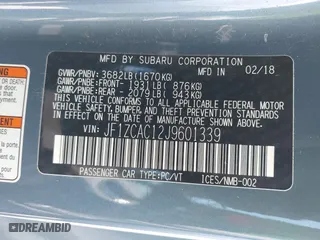 MFD BY SUBARU CORPORATION
GVWR/PNBV: 3682LB(1670KG) MFD IN 02/18
GAWR/PNBE:FRONT- 1931LB( 876KG)
GAWR/PNBE:REAR - 2079LB( 943KG)
THIS VEHICLE CONFORMS TO ALL APPLICABLE
FEDERAL MOTOR VEHICLE SAFETY, BUMPER,
AND THEFT PREVENTION STANDARDS IN EFFECT
ON THE DATE OF MANUFACTURE SHOWN ABOVE.
VIN: JF1ZCAC12J9601339
PASSENGER CAR TYPE:PC/VT ICES/NMB-002
© DREAMBID
dreambid.com